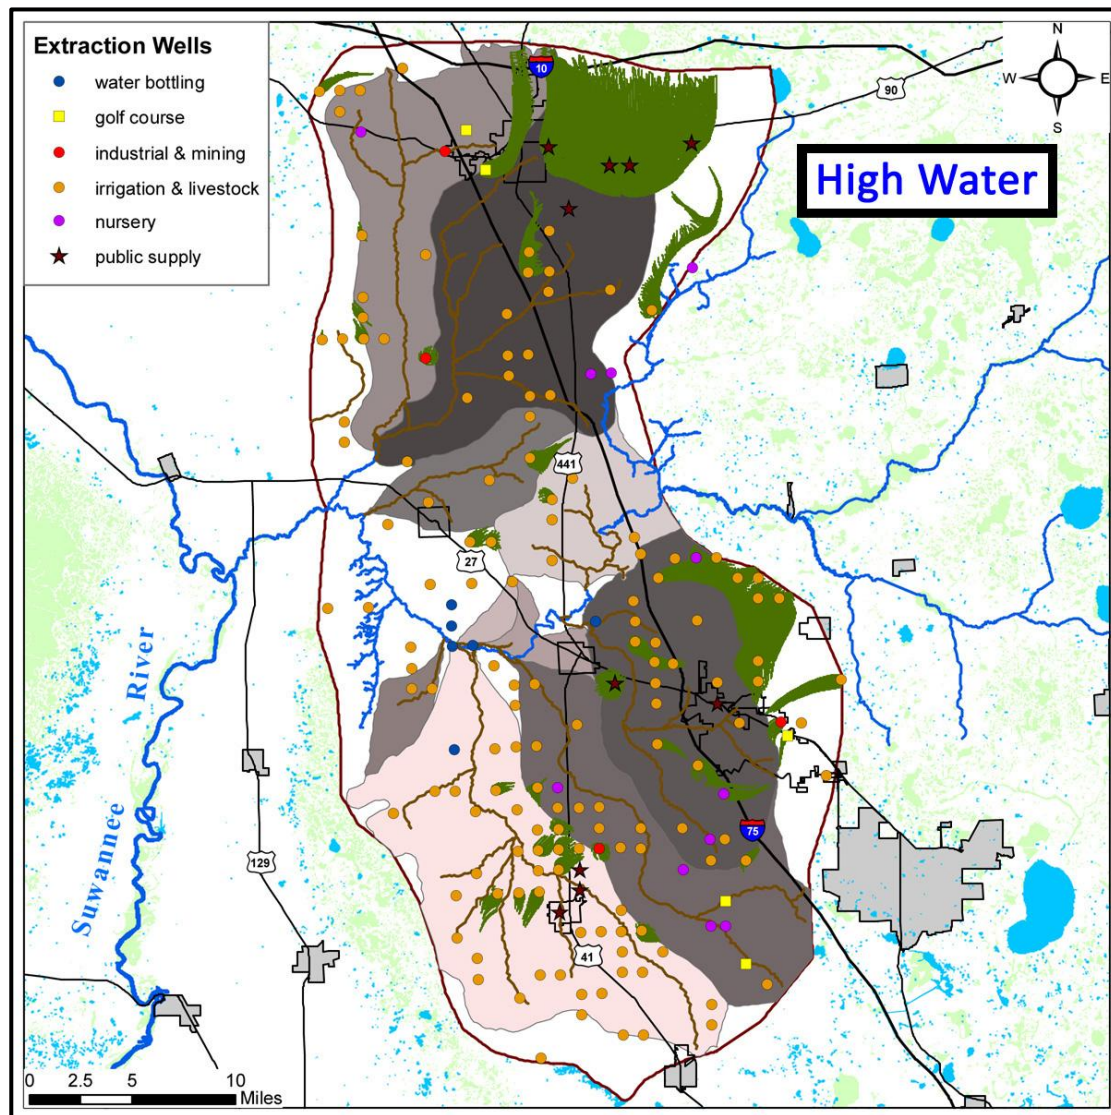 Extraction Wells
water bottling
golf course
industrial & mining
irrigation & livestock
nursery
public supply
10
90
N
W E
S
High Water
441
27
Suwannee River
129
75
41
0 2.5 5 10
Miles